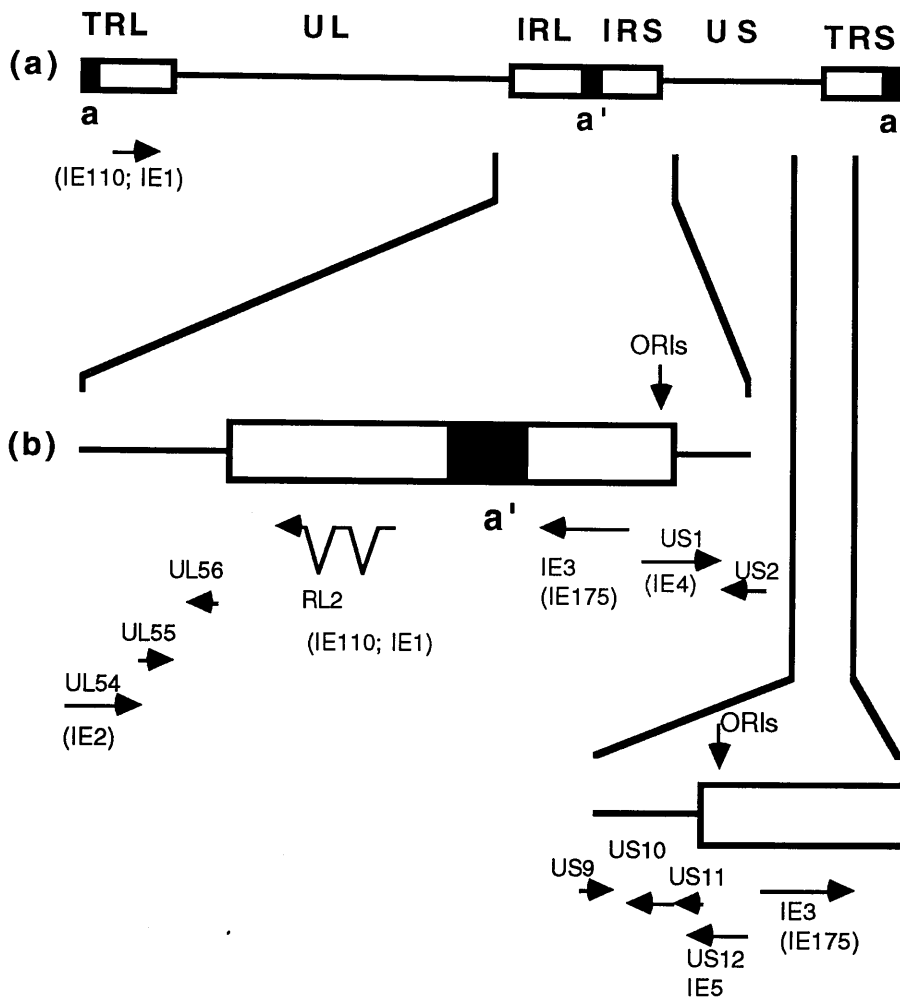 TRL UL IRL IRS US TRS
(a)
a a' a
(IE110; IE1)
ORIs
(b)
a'
IE3
(IE175)
US1
(IE4)
US2
UL56
RL2
(IE110; IE1)
UL55
UL54
(IE2)
ORIs
US10
US9
US11
IE3
(IE175)
US12
IE5